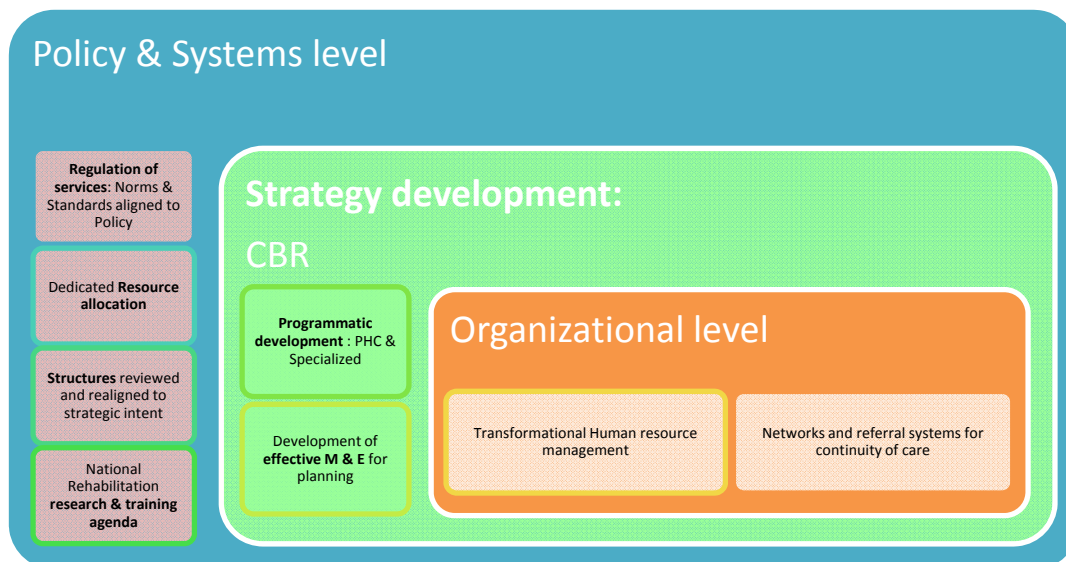 Policy & Systems level
Regulation of
services: Norms &
Standards aligned to
Policy
Dedicated Resource
allocation
Structures reviewed
and realigned to
strategic intent
National
Rehabilitation
research & training
agenda
Strategy development:
CBR
Programmatic
development : PHC &
Specialized
Development of
effective M & E for
planning
Organizational level
Transformational Human resource
management
Networks and referral systems for
continuity of care